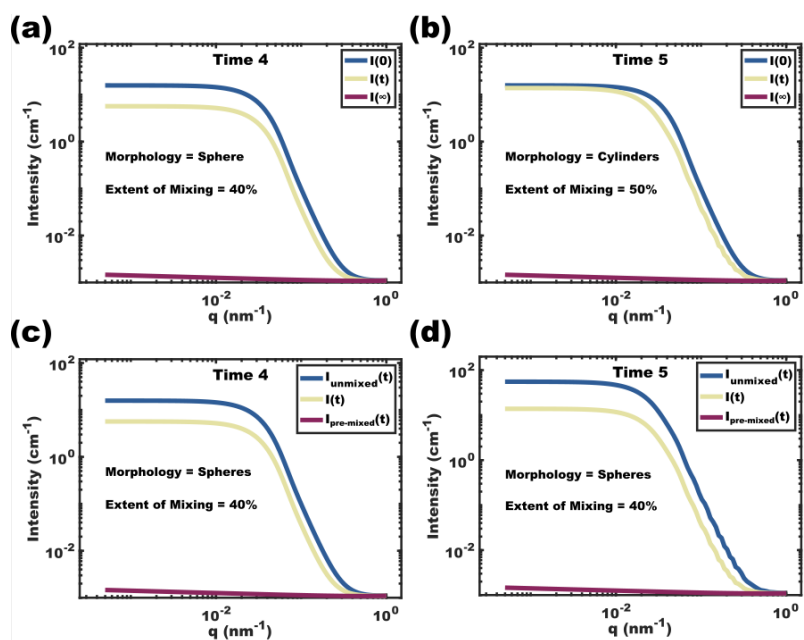 (a)
Time 4
I(0)
I(t)
I(∞)
Morphology = Sphere
Extent of Mixing = 40%
Intensity (cm⁻¹)
10²
10⁰
10⁻²
10⁻² 10⁰
q (nm⁻¹)
(b)
Time 5
I(0)
I(t)
I(∞)
Morphology = Cylinders
Extent of Mixing = 50%
Intensity (cm⁻¹)
10²
10⁰
10⁻²
10⁻² 10⁰
q (nm⁻¹)
(c)
Time 4
I_unmixed(t)
I(t)
I_pre-mixed(t)
Morphology = Spheres
Extent of Mixing = 40%
Intensity (cm⁻¹)
10²
10⁰
10⁻²
10⁻² 10⁰
q (nm⁻¹)
(d)
Time 5
I_unmixed(t)
I(t)
I_pre-mixed(t)
Morphology = Spheres
Extent of Mixing = 40%
Intensity (cm⁻¹)
10²
10⁰
10⁻²
10⁻² 10⁰
q (nm⁻¹)